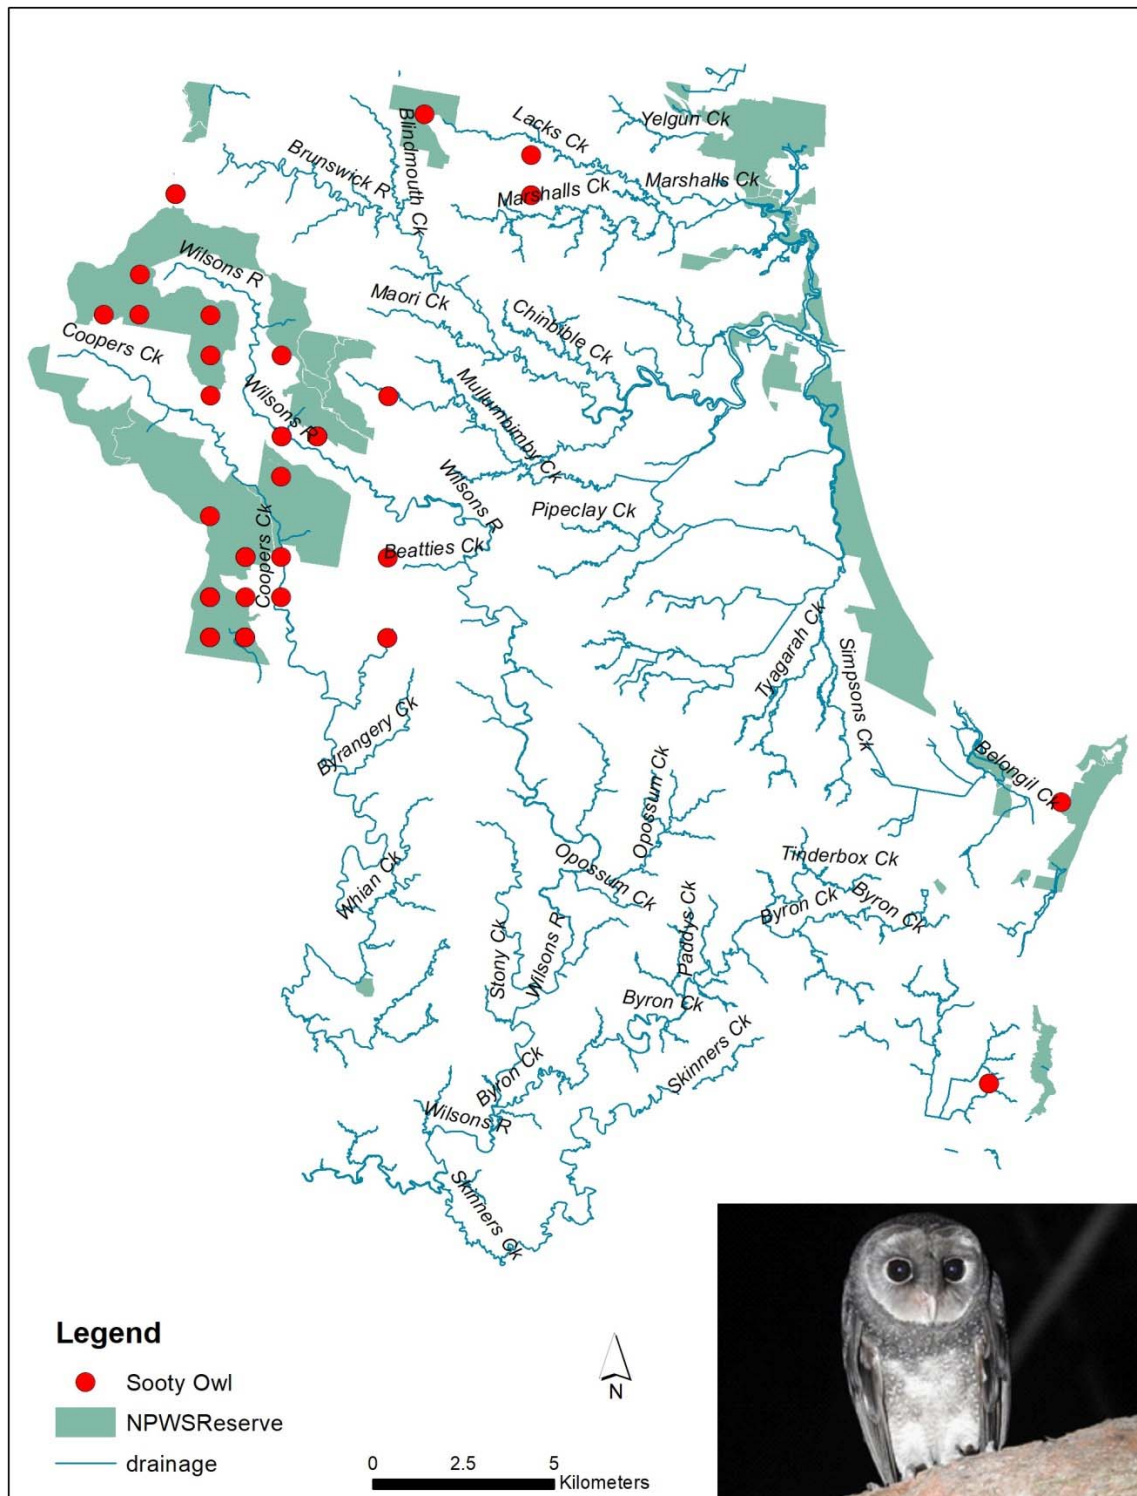 Blindmouth Ck
Lacks Ck
Yelgun Ck
Brunswick R
Marshalls Ck
Marshalls Ck
Wilsons R
Maori Ck
Chinbible Ck
Coopers Ck
Wilsons R
Mullumbimby Ck
Wilsons R
Pipeclay Ck
Beatties Ck
Coopers Ck
Tyagarah Ck
Simpsons Ck
Byrangery Ck
Belongil Ck
Opossum Ck
Opossum Ck
Tinderbox Ck
Whian Ck
Byron Ck
Byron Ck
Paddys Ck
Stony Ck
Wilsons R
Byron Ck
Skinners Ck
Byron Ck
Wilsons R
Skinners Ck
Legend
Sooty Owl
NPWSReserve
drainage
N
0 2.5 5
Kilometers